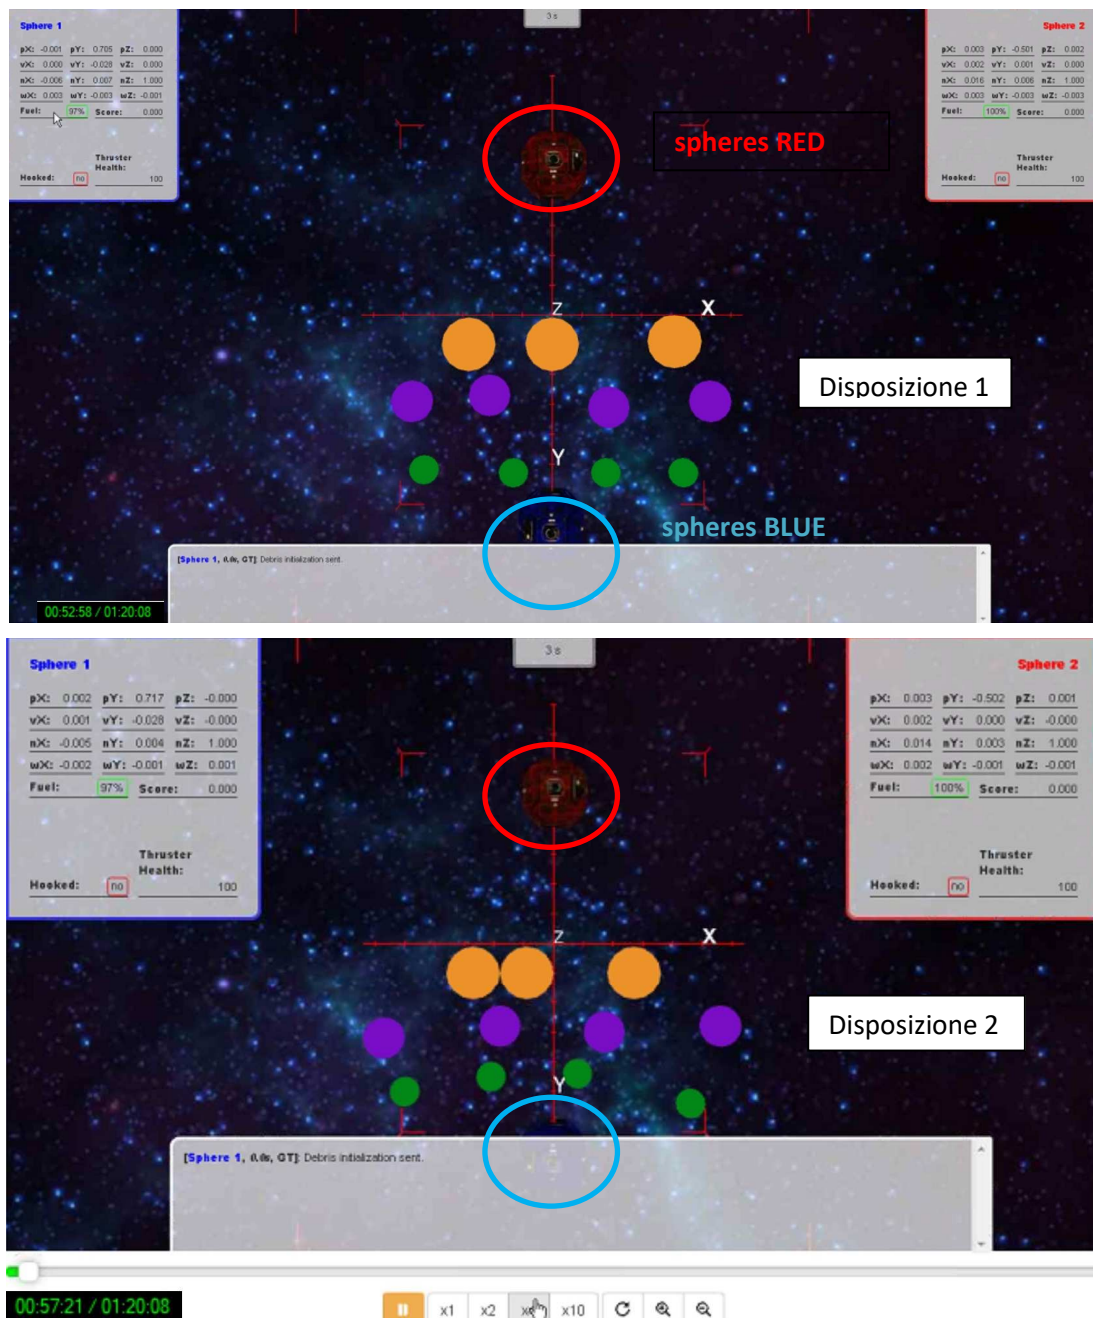 Sphere 1
3 s
Sphere 2
pX: -0.001 pY: 0.705 pZ: 0.000
vX: 0.000 vY: -0.028 vZ: 0.000
nX: -0.006 nY: 0.007 nZ: 1.000
wX: 0.003 wY: -0.003 wZ: -0.001
Fuel: 97% Score: 0.000
Thruster
Health:
Hooked: no 100
pX: 0.003 pY: -0.501 pZ: 0.002
vX: 0.002 vY: 0.001 vZ: 0.000
nX: 0.016 nY: 0.006 nZ: 1.000
wX: 0.003 wY: -0.003 wZ: -0.003
Fuel: 100% Score: 0.000
Thruster
Health:
Hooked: no 100
spheres RED
Z X
Disposizione 1
Y
spheres BLUE
[Sphere 1, 0.0s, GT]: Debris initialization sent.
00:52:58 / 01:20:08
Sphere 1
3 s
Sphere 2
pX: 0.002 pY: 0.717 pZ: -0.000
vX: 0.001 vY: -0.028 vZ: -0.000
nX: -0.005 nY: 0.004 nZ: 1.000
wX: -0.002 wY: -0.001 wZ: 0.001
Fuel: 97% Score: 0.000
Thruster
Health:
Hooked: no 100
pX: 0.003 pY: -0.502 pZ: 0.001
vX: 0.002 vY: 0.000 vZ: -0.000
nX: 0.014 nY: 0.003 nZ: 1.000
wX: 0.002 wY: -0.001 wZ: -0.001
Fuel: 100% Score: 0.000
Thruster
Health:
Hooked: no 100
Z X
Disposizione 2
Y
[Sphere 1, 0.0s, GT]: Debris initialization sent.
00:57:21 / 01:20:08
x1 x2 x10